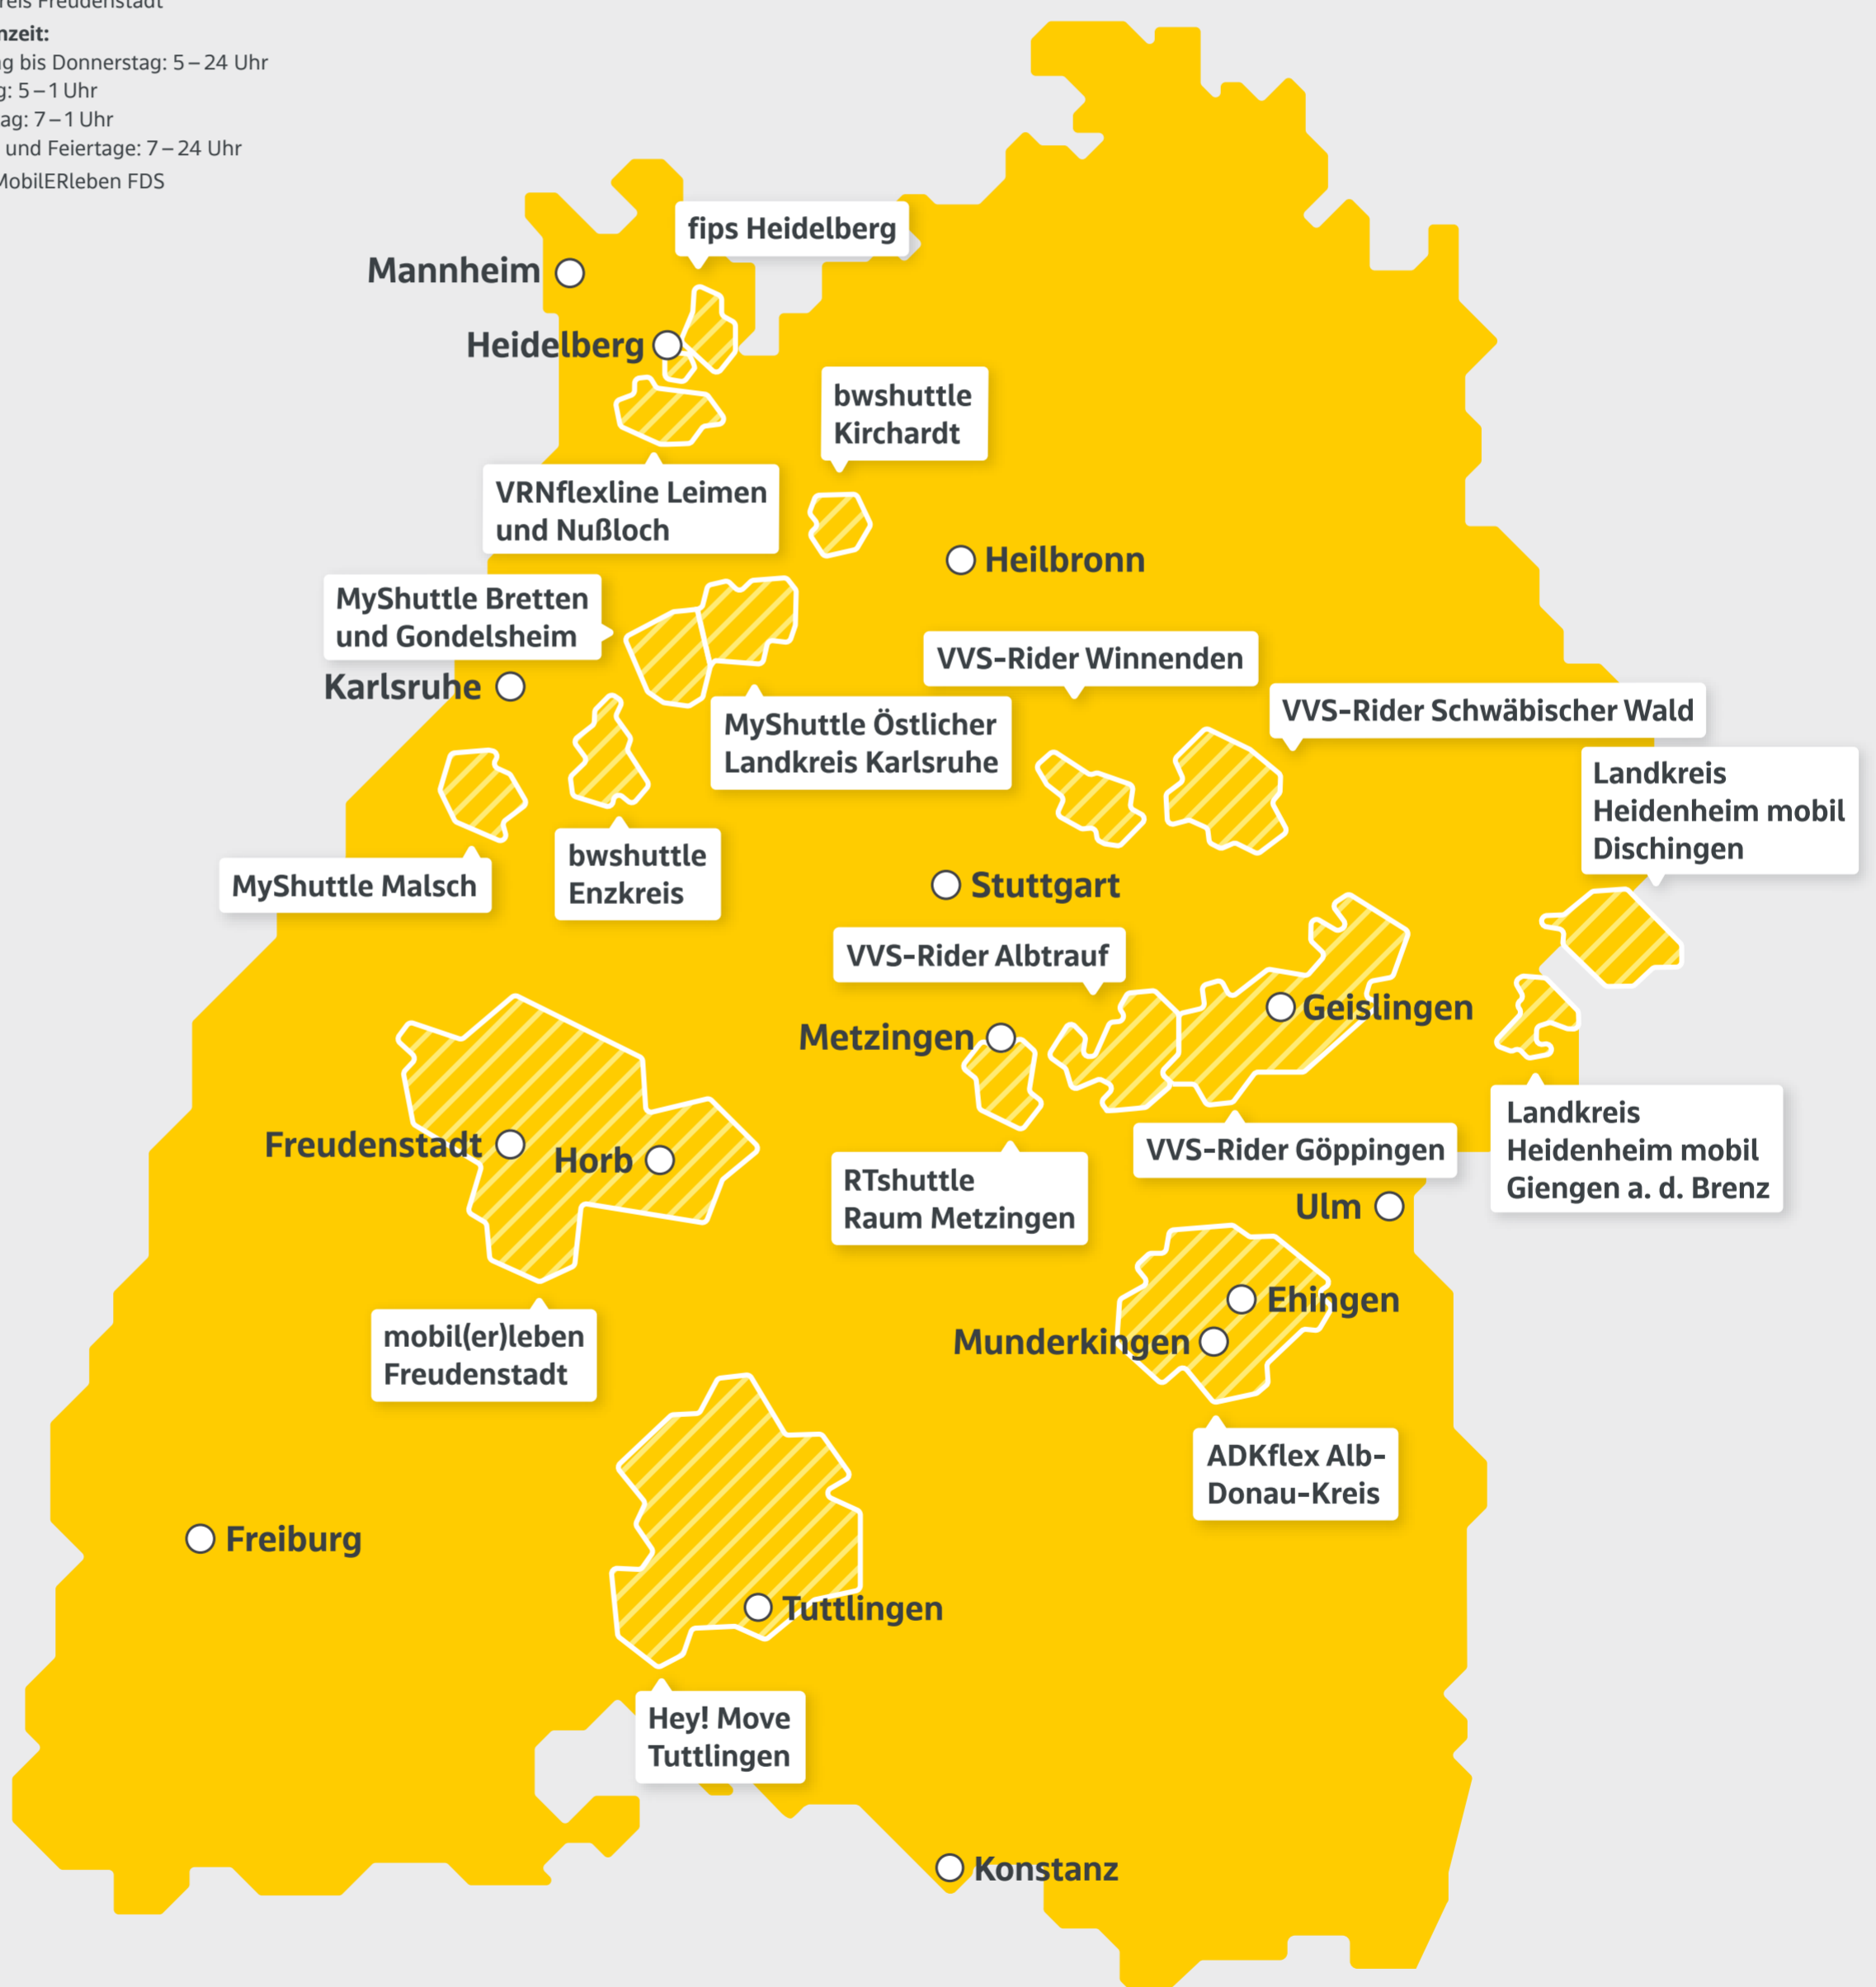 reis Freudenstadt
nzeit:
g bis Donnerstag: 5 – 24 Uhr
g: 5 – 1 Uhr
ag: 7 – 1 Uhr
und Feiertage: 7 – 24 Uhr
MobilERleben FDS
fips Heidelberg
Mannheim
Heidelberg
bwshuttle
Kirchardt
VRNflexline Leimen
und Nußloch
Heilbronn
MyShuttle Bretten
und Gondelsheim
VVS-Rider Winnenden
Karlsruhe
MyShuttle Östlicher
Landkreis Karlsruhe
VVS-Rider Schwäbischer Wald
Landkreis
Heidenheim mobil
Dischingen
bwshuttle
Enzkreis
MyShuttle Malsch
Stuttgart
VVS-Rider Albtrauf
Geislingen
Metzingen
Landkreis
Heidenheim mobil
Giengen a. d. Brenz
Freudenstadt
Horb
VVS-Rider Göppingen
RTshuttle
Raum Metzingen
Ulm
Ehingen
Munderkingen
mobil(er)leben
Freudenstadt
ADKflex Alb-
Donau-Kreis
Freiburg
Tuttlingen
Hey! Move
Tuttlingen
Konstanz